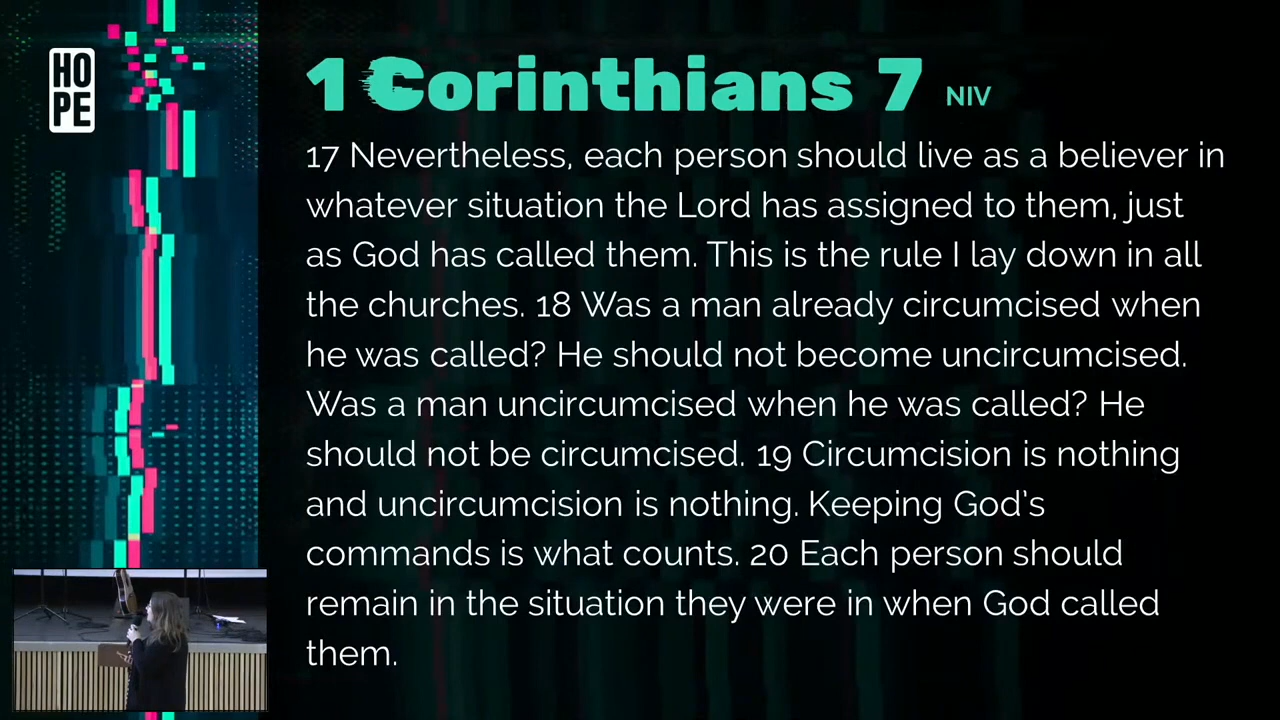 HO
PE
1 Corinthians 7 NIV
17 Nevertheless, each person should live as a believer in
whatever situation the Lord has assigned to them, just
as God has called them. This is the rule I lay down in all
the churches. 18 Was a man already circumcised when
he was called? He should not become uncircumcised.
Was a man uncircumcised when he was called? He
should not be circumcised. 19 Circumcision is nothing
and uncircumcision is nothing. Keeping God's
commands is what counts. 20 Each person should
remain in the situation they were in when God called
them.